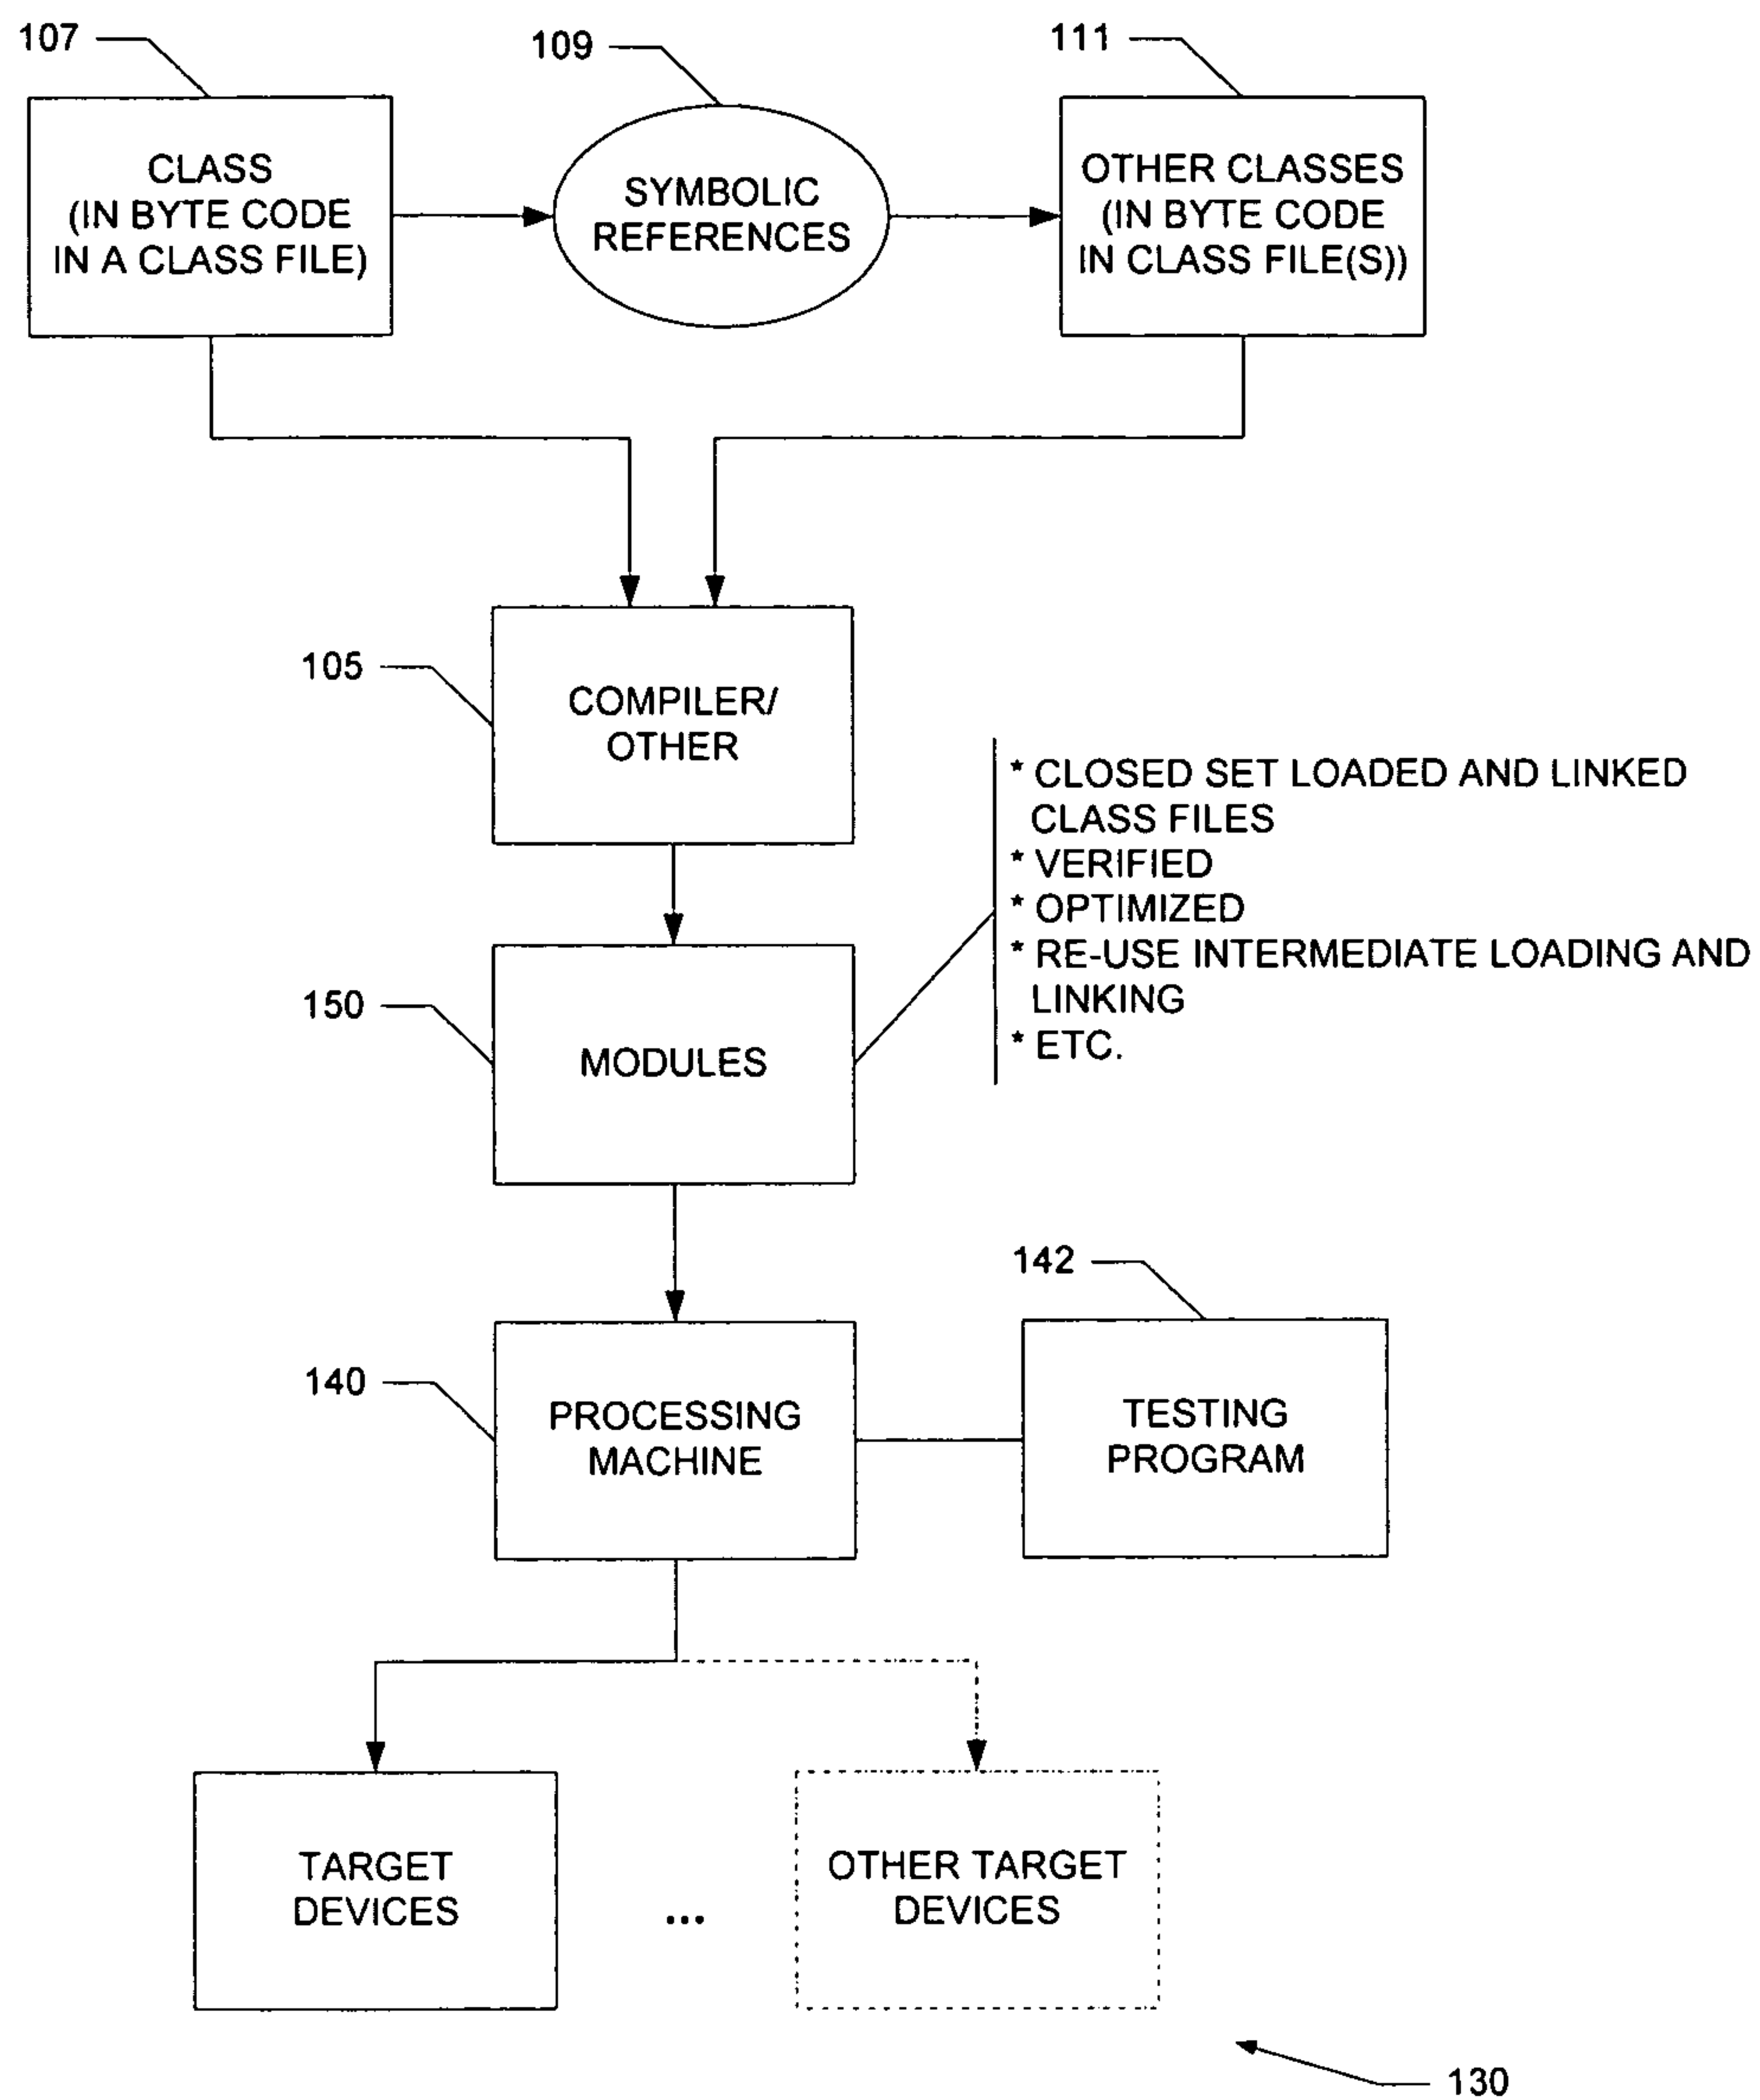 107
109
111
CLASS
(IN BYTE CODE
IN A CLASS FILE)
SYMBOLIC
REFERENCES
OTHER CLASSES
(IN BYTE CODE
IN CLASS FILE(S))
105
COMPILER/
OTHER
* CLOSED SET LOADED AND LINKED
CLASS FILES
* VERIFIED
* OPTIMIZED
* RE-USE INTERMEDIATE LOADING AND
LINKING
* ETC.
150
MODULES
142
140
PROCESSING
MACHINE
TESTING
PROGRAM
TARGET
DEVICES
...
OTHER TARGET
DEVICES
130